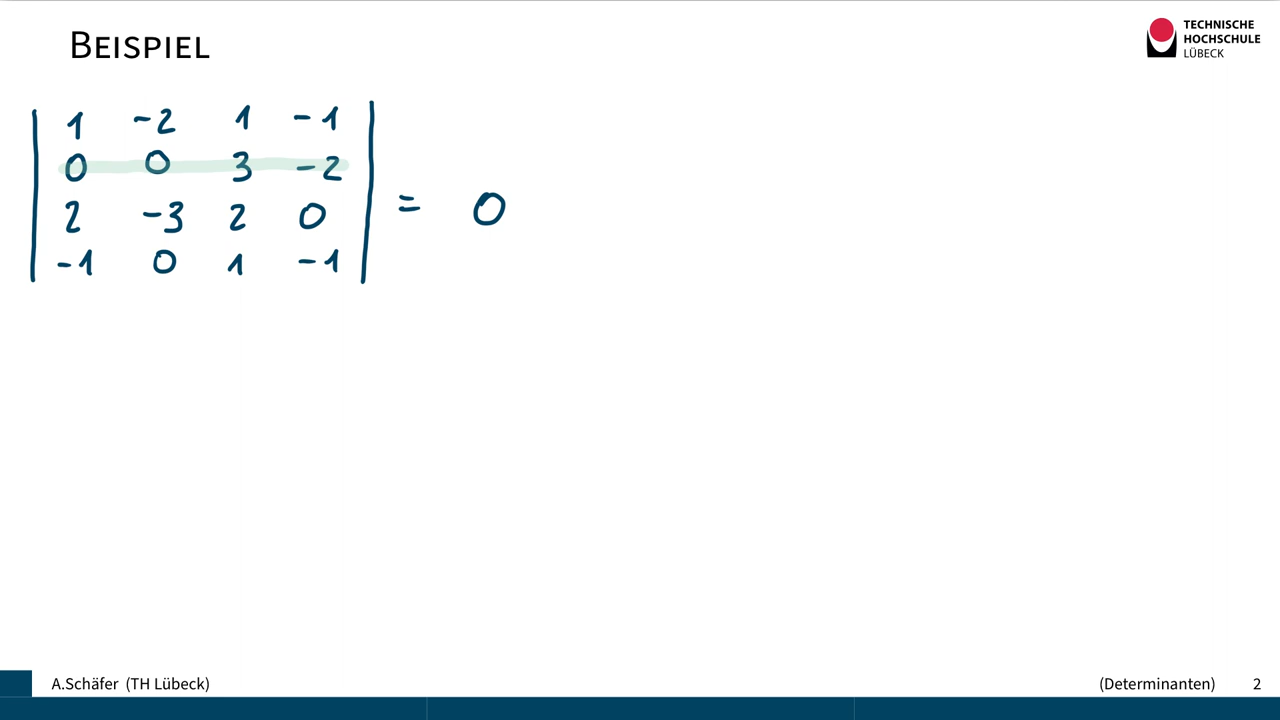 BEISPIEL
TECHNISCHE
HOCHSCHULE
LÜBECK
1 -2 1 -1
0 0 3 -2
2 -3 2 0
-1 0 1 -1
= 0
A.Schäfer (TH Lübeck)
(Determinanten) 2